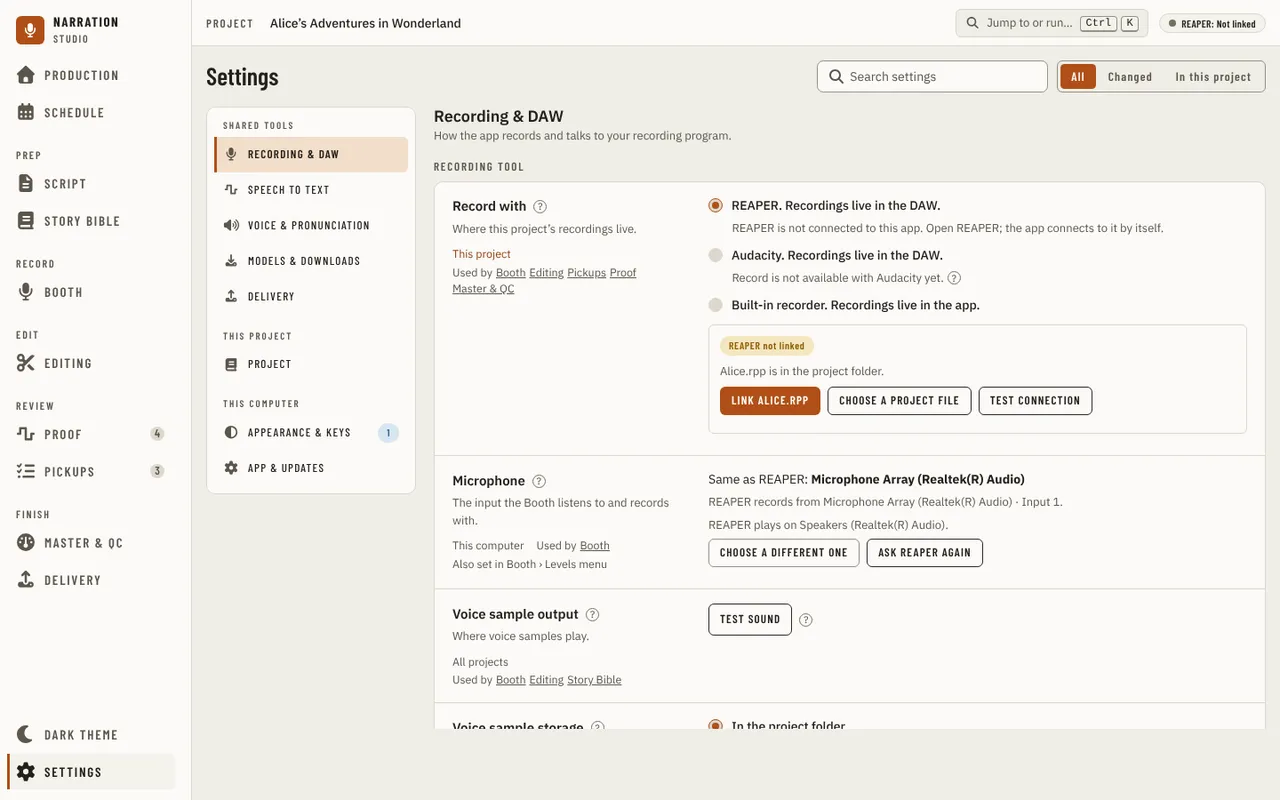 NARRATION
STUDIO
PRODUCTION
SCHEDULE
PREP
SCRIPT
STORY BIBLE
RECORD
BOOTH
EDIT
EDITING
REVIEW
PROOF 4
PICKUPS 3
FINISH
MASTER & QC
DELIVERY
DARK THEME
SETTINGS
PROJECT Alice’s Adventures in Wonderland
Jump to or run… Ctrl K
REAPER: Not linked
Settings
Search settings
All Changed In this project
SHARED TOOLS
RECORDING & DAW
SPEECH TO TEXT
VOICE & PRONUNCIATION
MODELS & DOWNLOADS
DELIVERY
THIS PROJECT
PROJECT
THIS COMPUTER
APPEARANCE & KEYS 1
APP & UPDATES
Recording & DAW
How the app records and talks to your recording program.
RECORDING TOOL
Record with ?
Where this project’s recordings live.
This project
Used by Booth Editing Pickups Proof
Master & QC
REAPER. Recordings live in the DAW.
REAPER is not connected to this app. Open REAPER; the app connects to it by itself.
Audacity. Recordings live in the DAW.
Record is not available with Audacity yet. ?
Built-in recorder. Recordings live in the app.
REAPER not linked
Alice.rpp is in the project folder.
LINK ALICE.RPP CHOOSE A PROJECT FILE TEST CONNECTION
Microphone ?
The input the Booth listens to and records
with.
This computer Used by Booth
Also set in Booth › Levels menu
Same as REAPER: Microphone Array (Realtek(R) Audio)
REAPER records from Microphone Array (Realtek(R) Audio) · Input 1.
REAPER plays on Speakers (Realtek(R) Audio).
CHOOSE A DIFFERENT ONE ASK REAPER AGAIN
Voice sample output ?
Where voice samples play.
All projects
Used by Booth Editing Story Bible
TEST SOUND ?
Voice sample storage ?
In the project folder